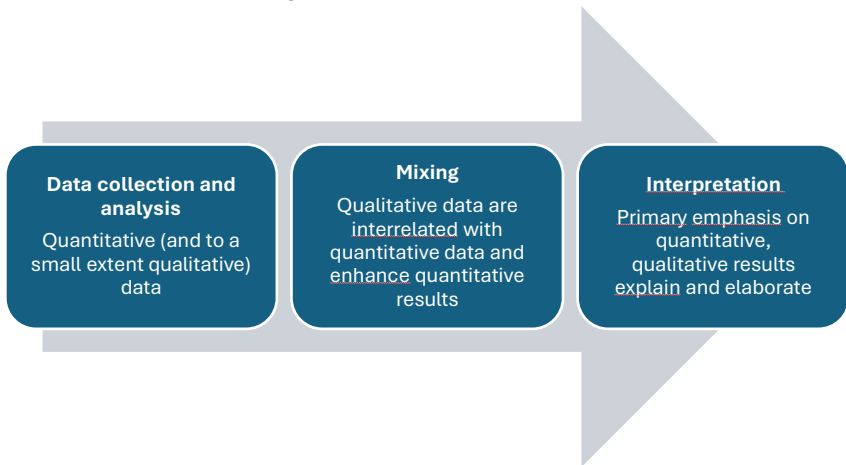 Data collection and
analysis
Quantitative (and to a
small extent qualitative)
data
Mixing
Qualitative data are
interrelated with
quantitative data and
enhance quantitative
results
Interpretation
Primary emphasis on
quantitative,
qualitative results
explain and elaborate